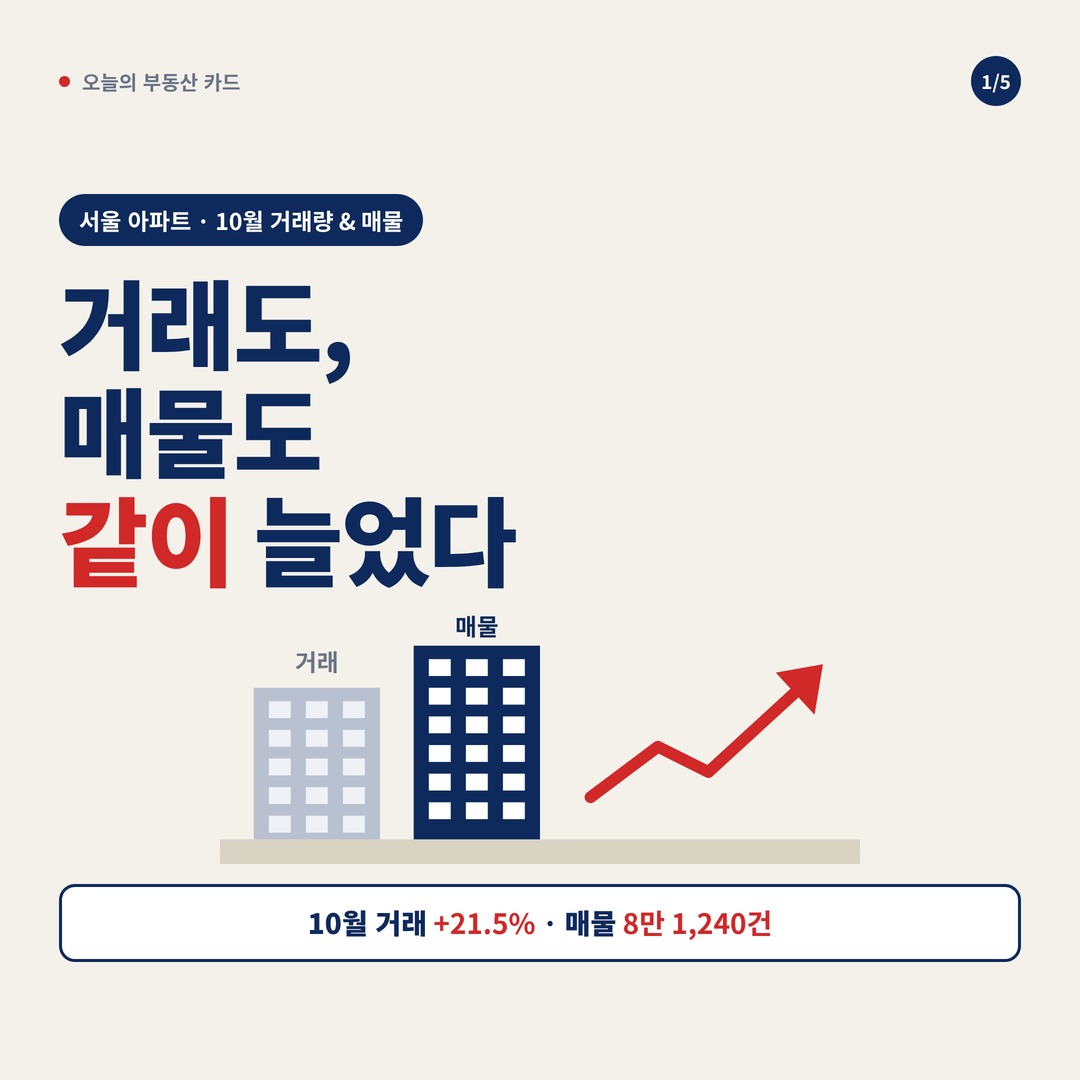 오늘의 부동산 카드
1/5
서울 아파트 · 10월 거래량 & 매물
거래도,
매물도
같이 늘었다
매물
거래
10월 거래 +21.5% · 매물 8만 1,240건